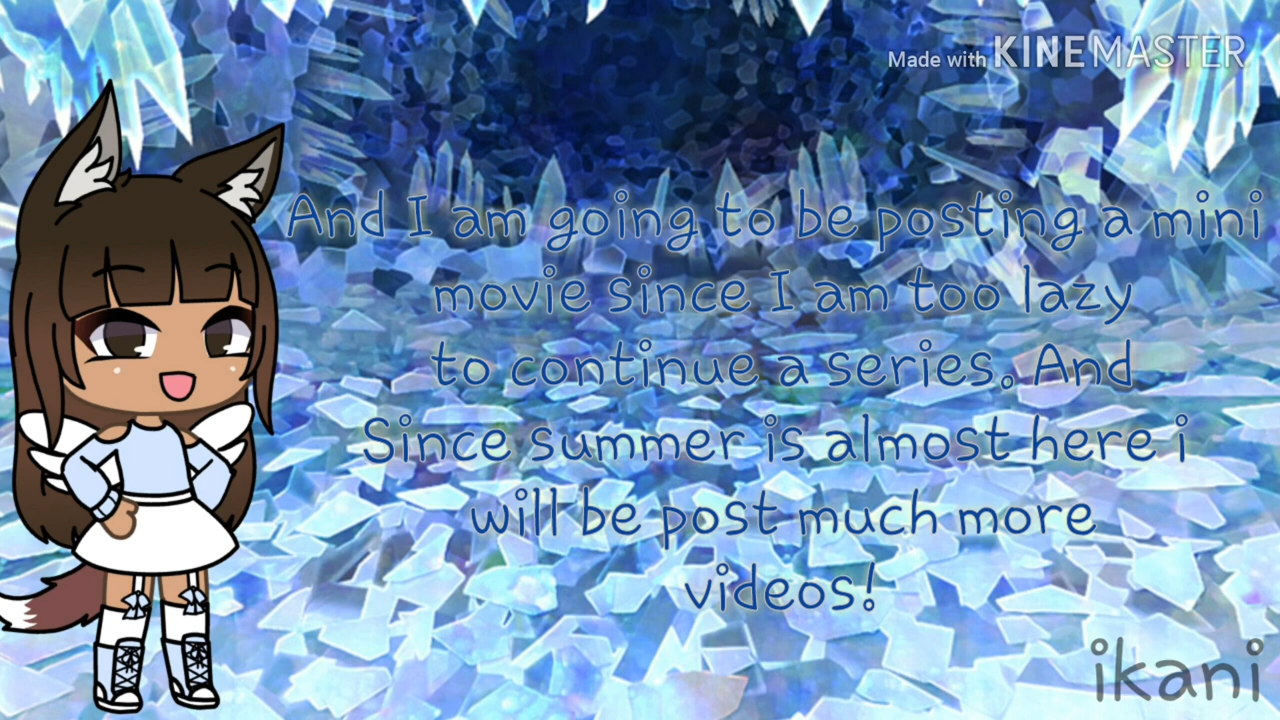 Made with KINEMASTER
And I am going to be posting a mini
movie since I am too lazy
to continue a series. And
Since summer is almost here i
will be post much more
videos!
ikani